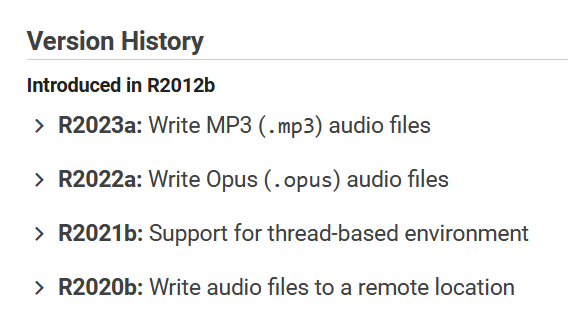 Version History
Introduced in R2012b
R2023a: Write MP3 (.mp3) audio files
R2022a: Write Opus (.opus) audio files
R2021b: Support for thread-based environment
R2020b: Write audio files to a remote location